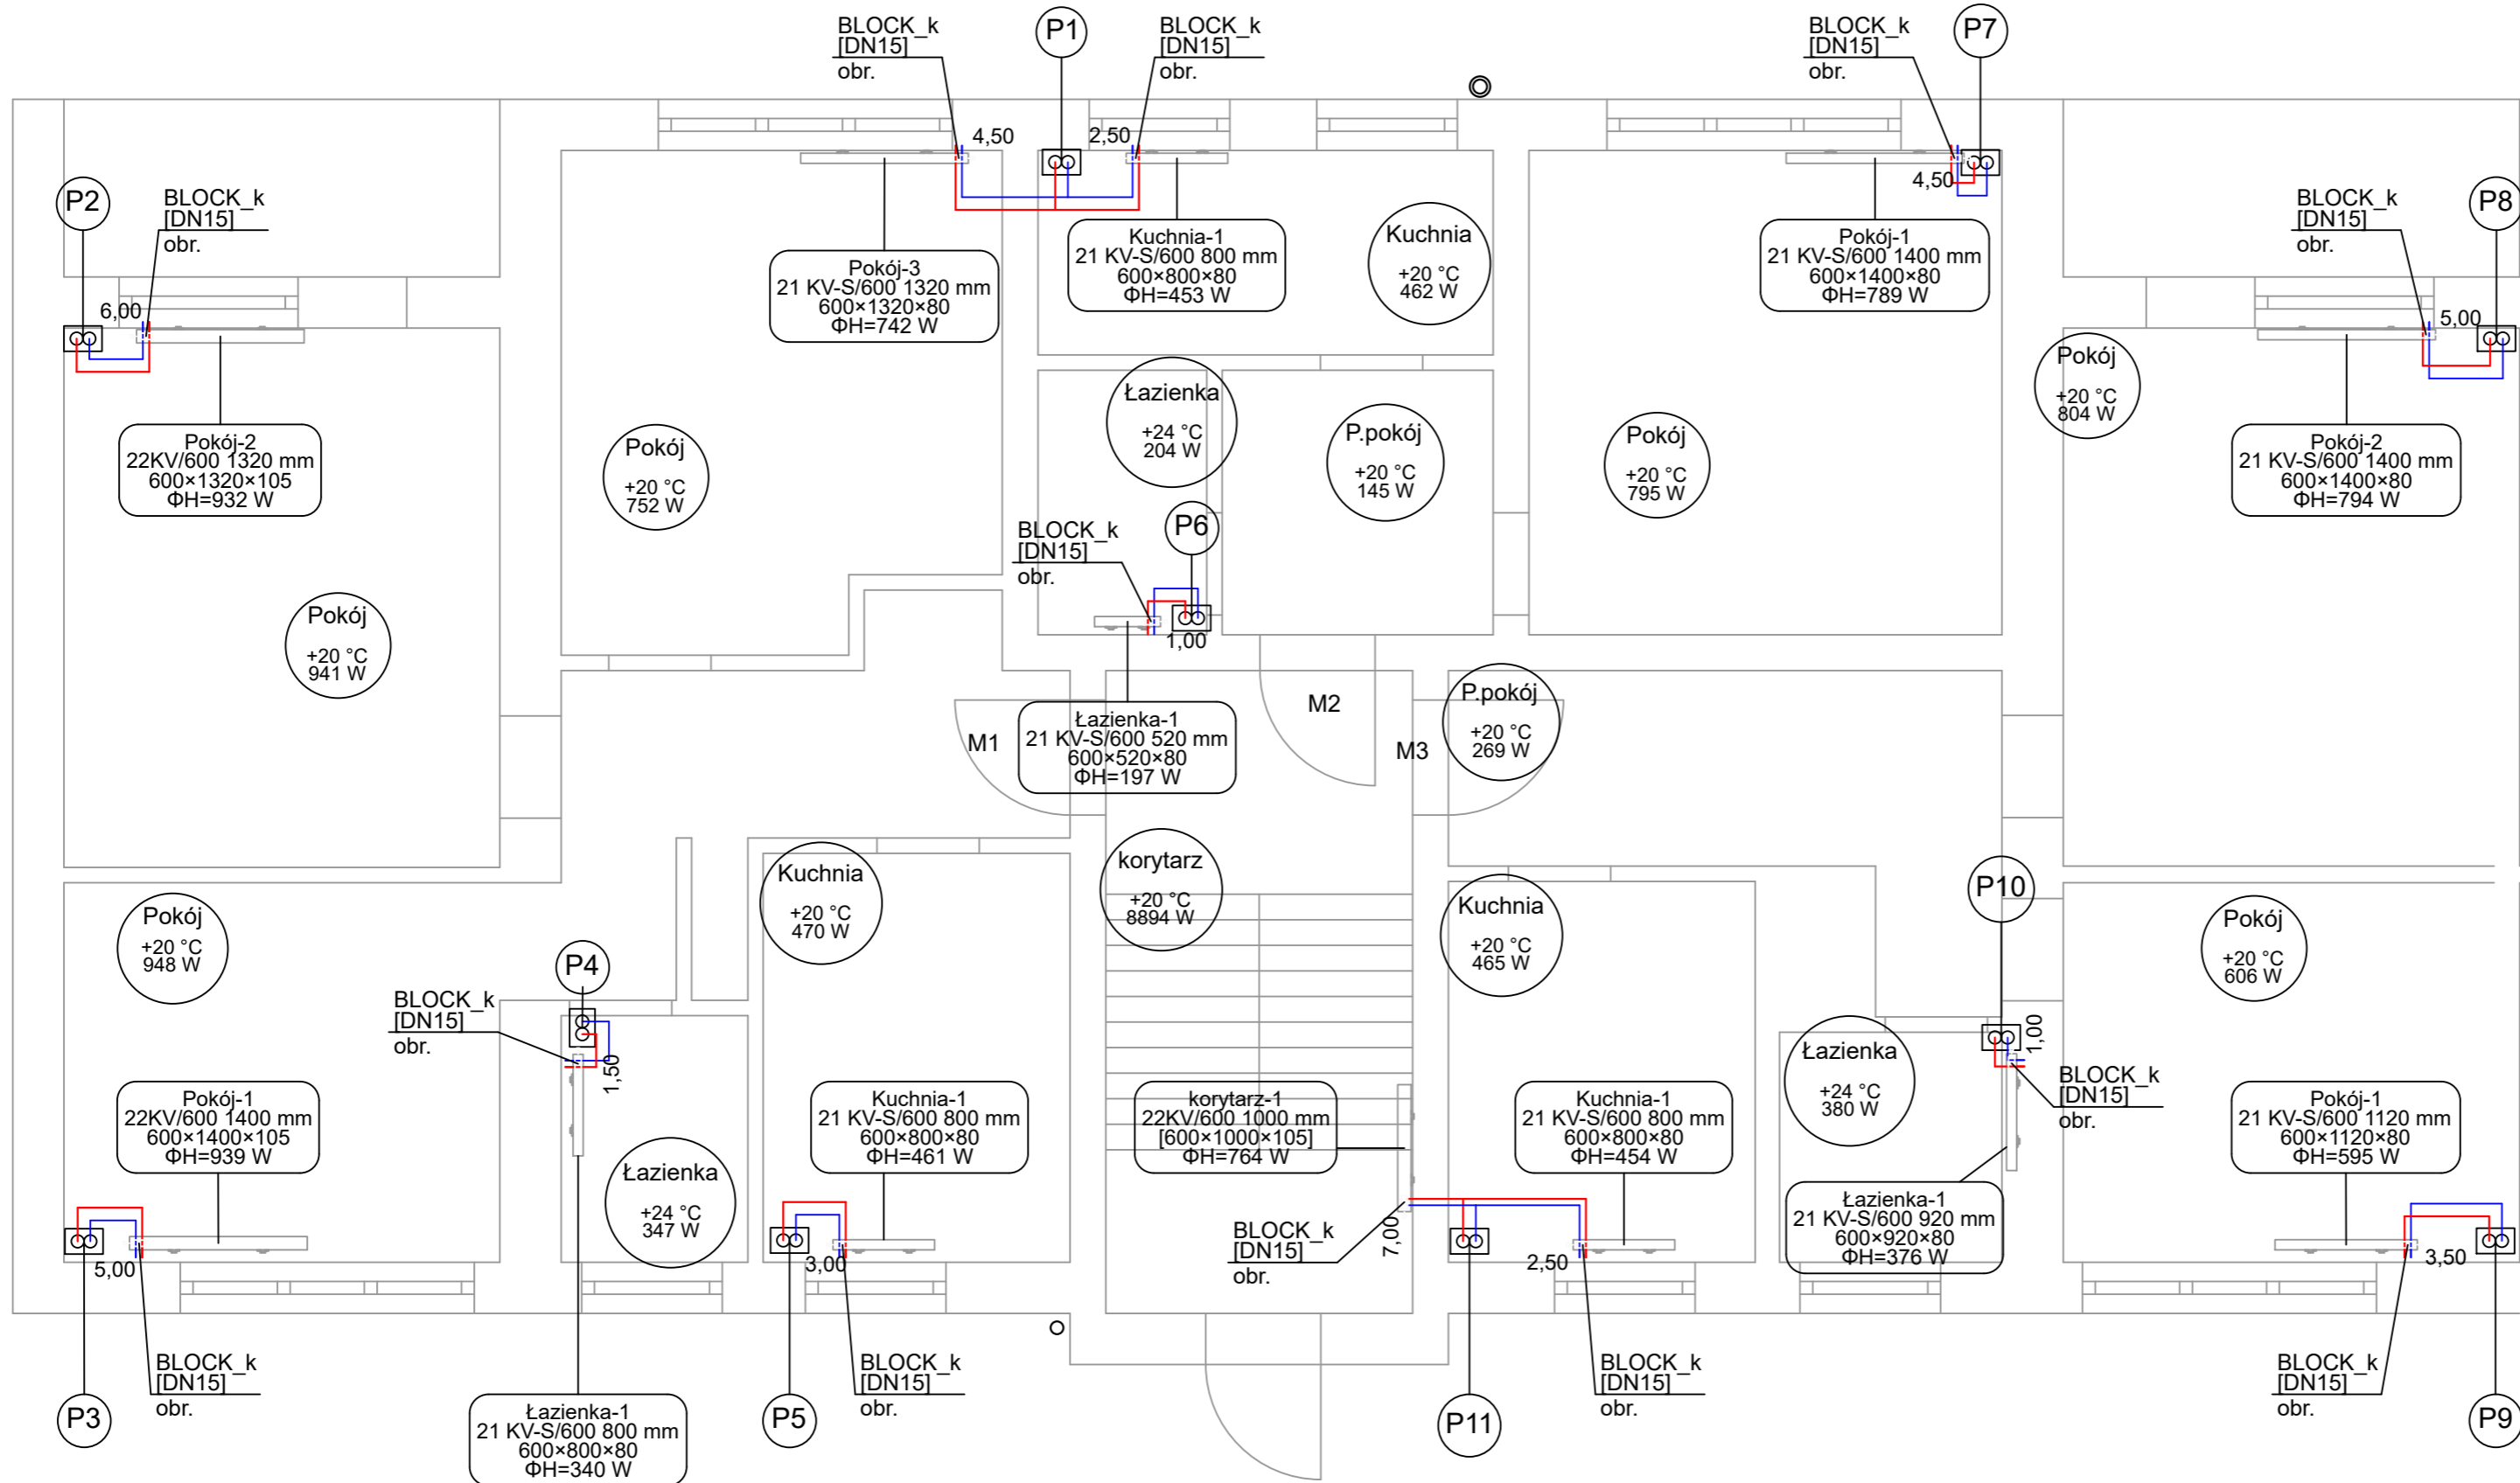 BLOCK_k
[DN15]
obr.
P1
BLOCK_k
[DN15]
obr.
BLOCK_k
[DN15]
obr.
P7
4,50
2,50
4,50
P2
BLOCK_k
[DN15]
obr.
6,00
Pokój-3
21 KV-S/600 1320 mm
600×1320×80
ΦH=742 W
Kuchnia-1
21 KV-S/600 800 mm
600×800×80
ΦH=453 W
Kuchnia
+20 °C
462 W
Pokój-1
21 KV-S/600 1400 mm
600×1400×80
ΦH=789 W
BLOCK_k
[DN15]
obr.
P8
5,00
Pokój-2
22KV/600 1320 mm
600×1320×105
ΦH=932 W
Pokój
+20 °C
752 W
Łazienka
+24 °C
204 W
P.pokój
+20 °C
145 W
Pokój
+20 °C
795 W
Pokój
+20 °C
804 W
Pokój-2
21 KV-S/600 1400 mm
600×1400×80
ΦH=794 W
BLOCK_k
[DN15]
obr.
P6
1,00
Pokój
+20 °C
941 W
M1
Łazienka-1
21 KV-S/600 520 mm
600×520×80
ΦH=197 W
M2
M3
P.pokój
+20 °C
269 W
Pokój
+20 °C
948 W
Kuchnia
+20 °C
470 W
korytarz
+20 °C
8894 W
Kuchnia
+20 °C
465 W
P10
Pokój
+20 °C
606 W
P4
BLOCK_k
[DN15]
obr.
1,50
1,00
Łazienka
+24 °C
380 W
BLOCK_k
[DN15]
obr.
Pokój-1
22KV/600 1400 mm
600×1400×105
ΦH=939 W
Łazienka
+24 °C
347 W
Kuchnia-1
21 KV-S/600 800 mm
600×800×80
ΦH=461 W
korytarz-1
22KV/600 1000 mm
[600×1000×105]
ΦH=764 W
Kuchnia-1
21 KV-S/600 800 mm
600×800×80
ΦH=454 W
Łazienka-1
21 KV-S/600 920 mm
600×920×80
ΦH=376 W
Pokój-1
21 KV-S/600 1120 mm
600×1120×80
ΦH=595 W
5,00
3,00
BLOCK_k
[DN15]
obr.
7,00
2,50
3,50
P3
BLOCK_k
[DN15]
obr.
Łazienka-1
21 KV-S/600 800 mm
600×800×80
ΦH=340 W
P5
BLOCK_k
[DN15]
obr.
P11
BLOCK_k
[DN15]
obr.
BLOCK_k
[DN15]
obr.
P9